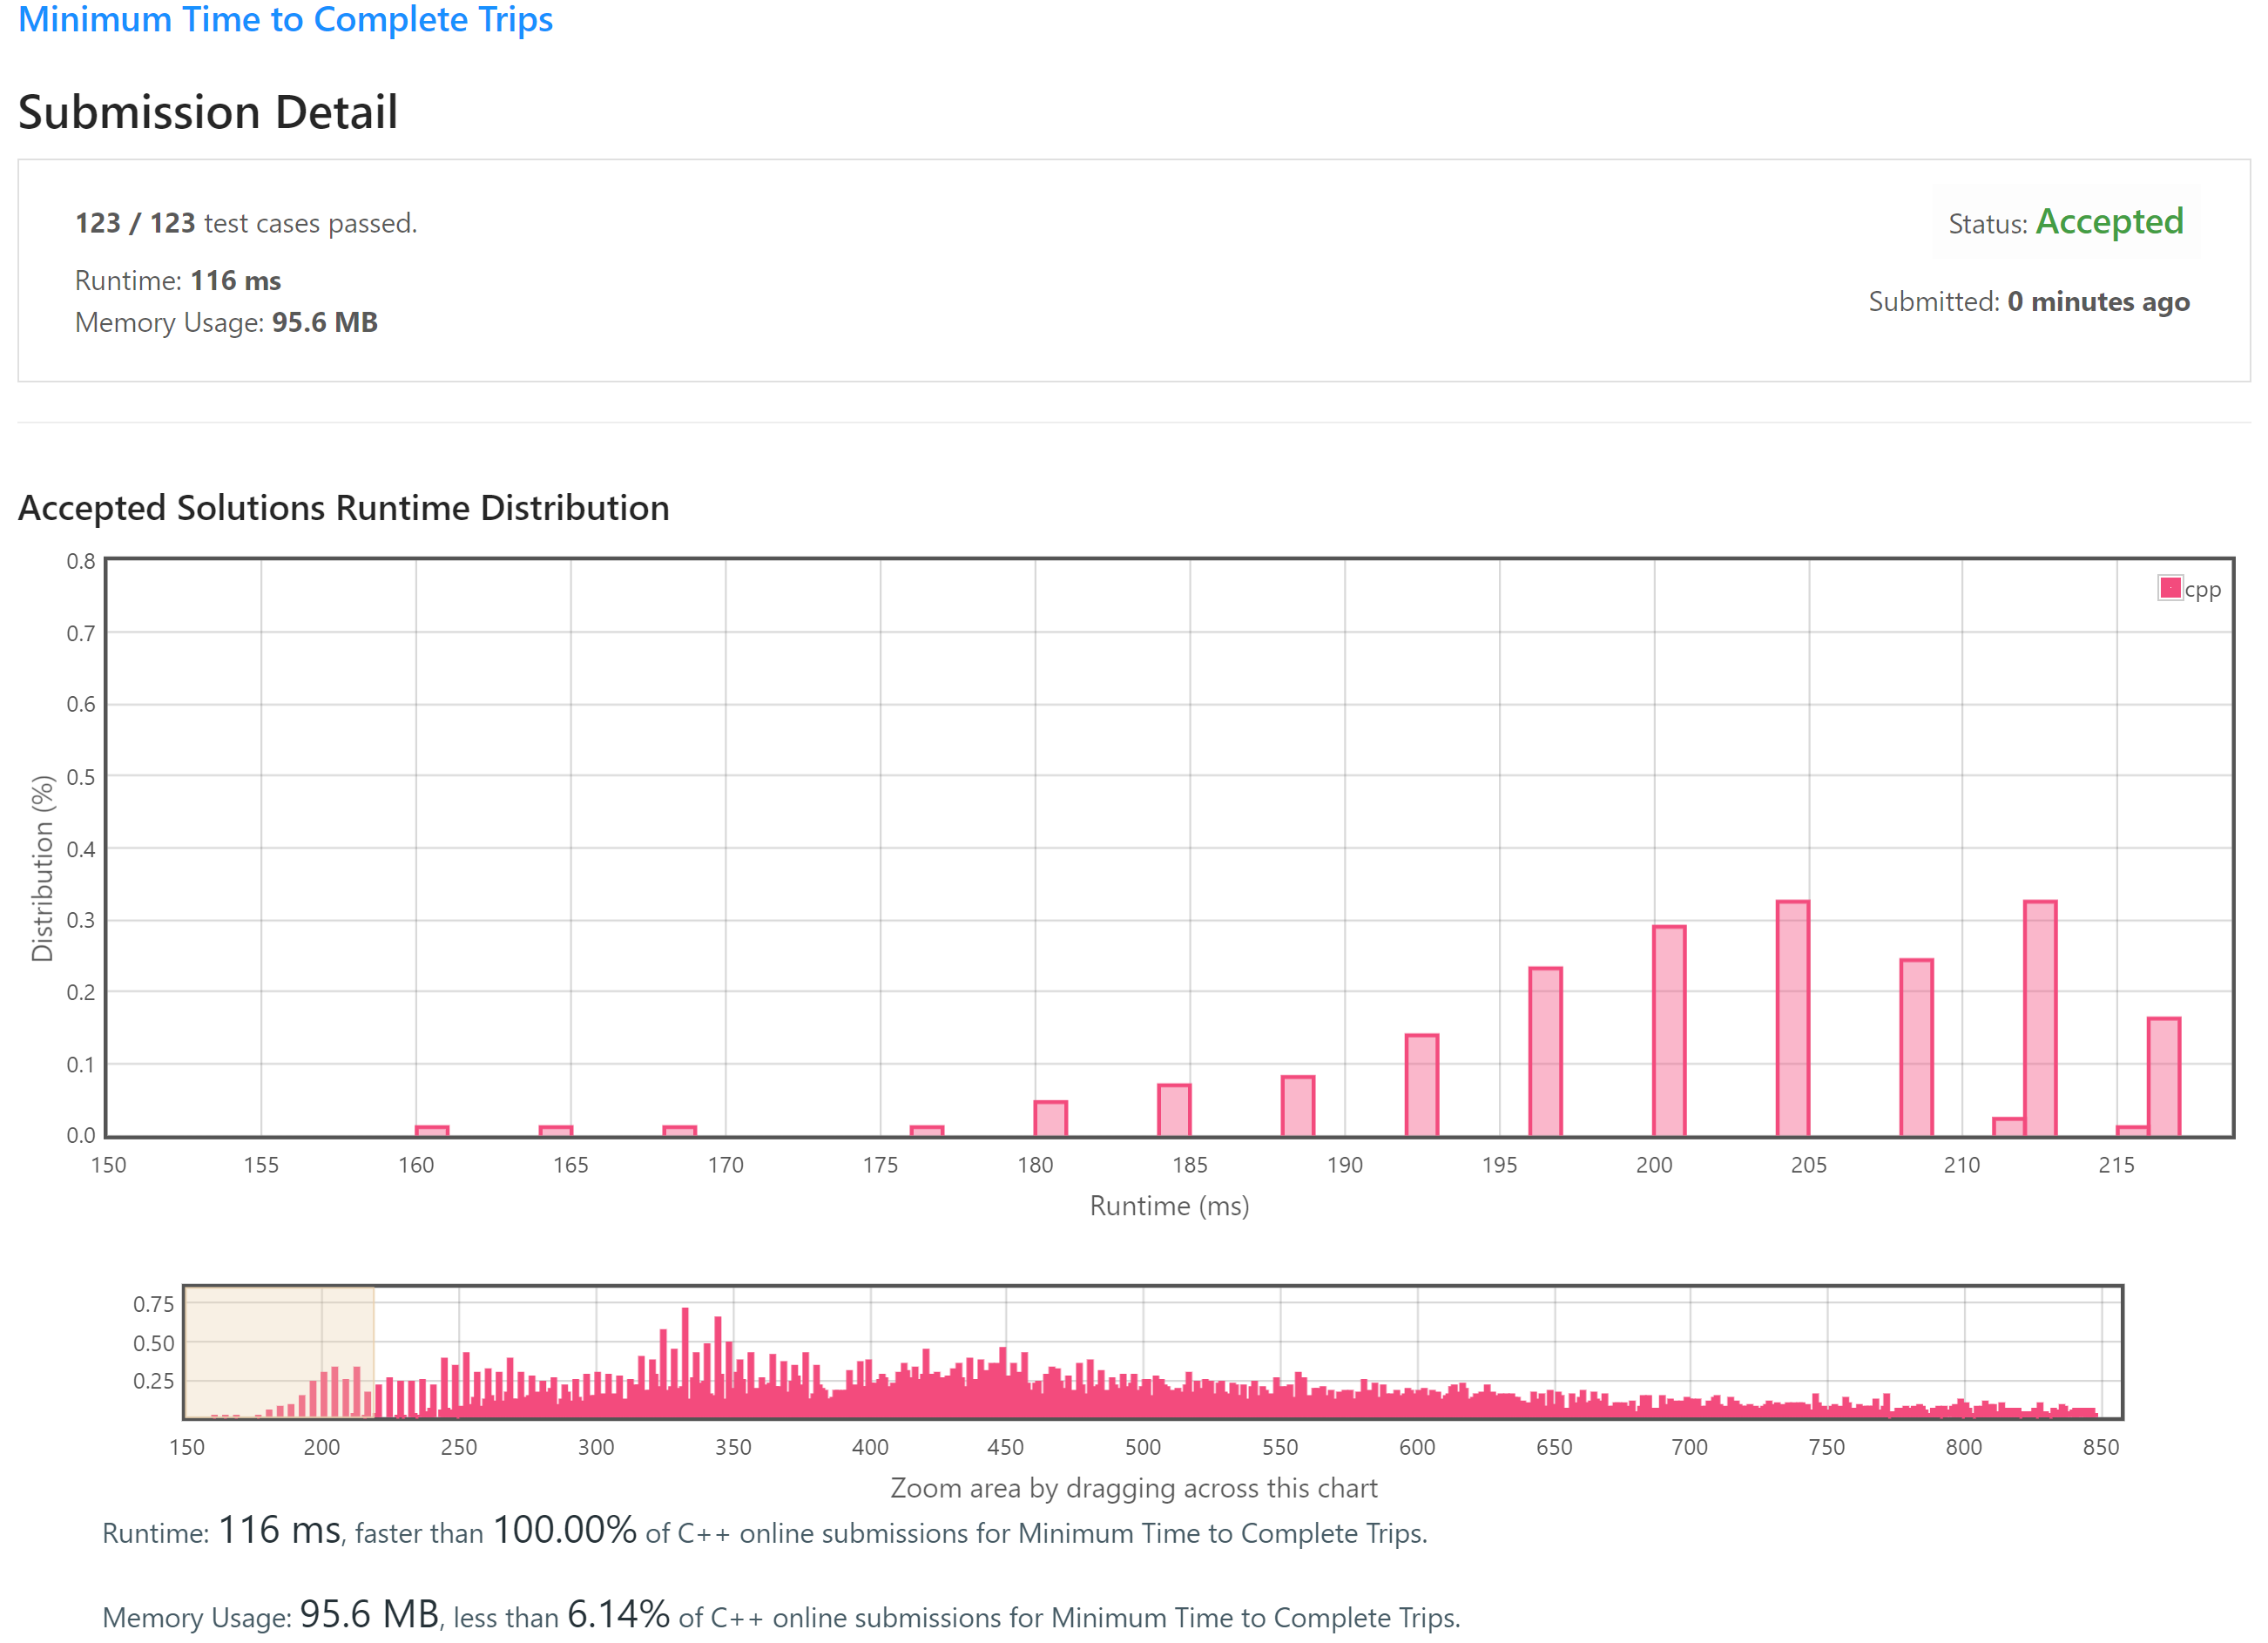 Minimum Time to Complete Trips
Submission Detail
123 / 123 test cases passed.
Status: Accepted
Runtime: 116 ms
Submitted: 0 minutes ago
Memory Usage: 95.6 MB
Accepted Solutions Runtime Distribution
0.8
cpp
0.7
0.6
0.5
0.4
0.3
0.2
0.1
0.0
Distribution (%)
150 155 160 165 170 175 180 185 190 195 200 205 210 215
Runtime (ms)
0.75
0.50
0.25
150 200 250 300 350 400 450 500 550 600 650 700 750 800 850
Zoom area by dragging across this chart
Runtime: 116 ms, faster than 100.00% of C++ online submissions for Minimum Time to Complete Trips.
Memory Usage: 95.6 MB, less than 6.14% of C++ online submissions for Minimum Time to Complete Trips.